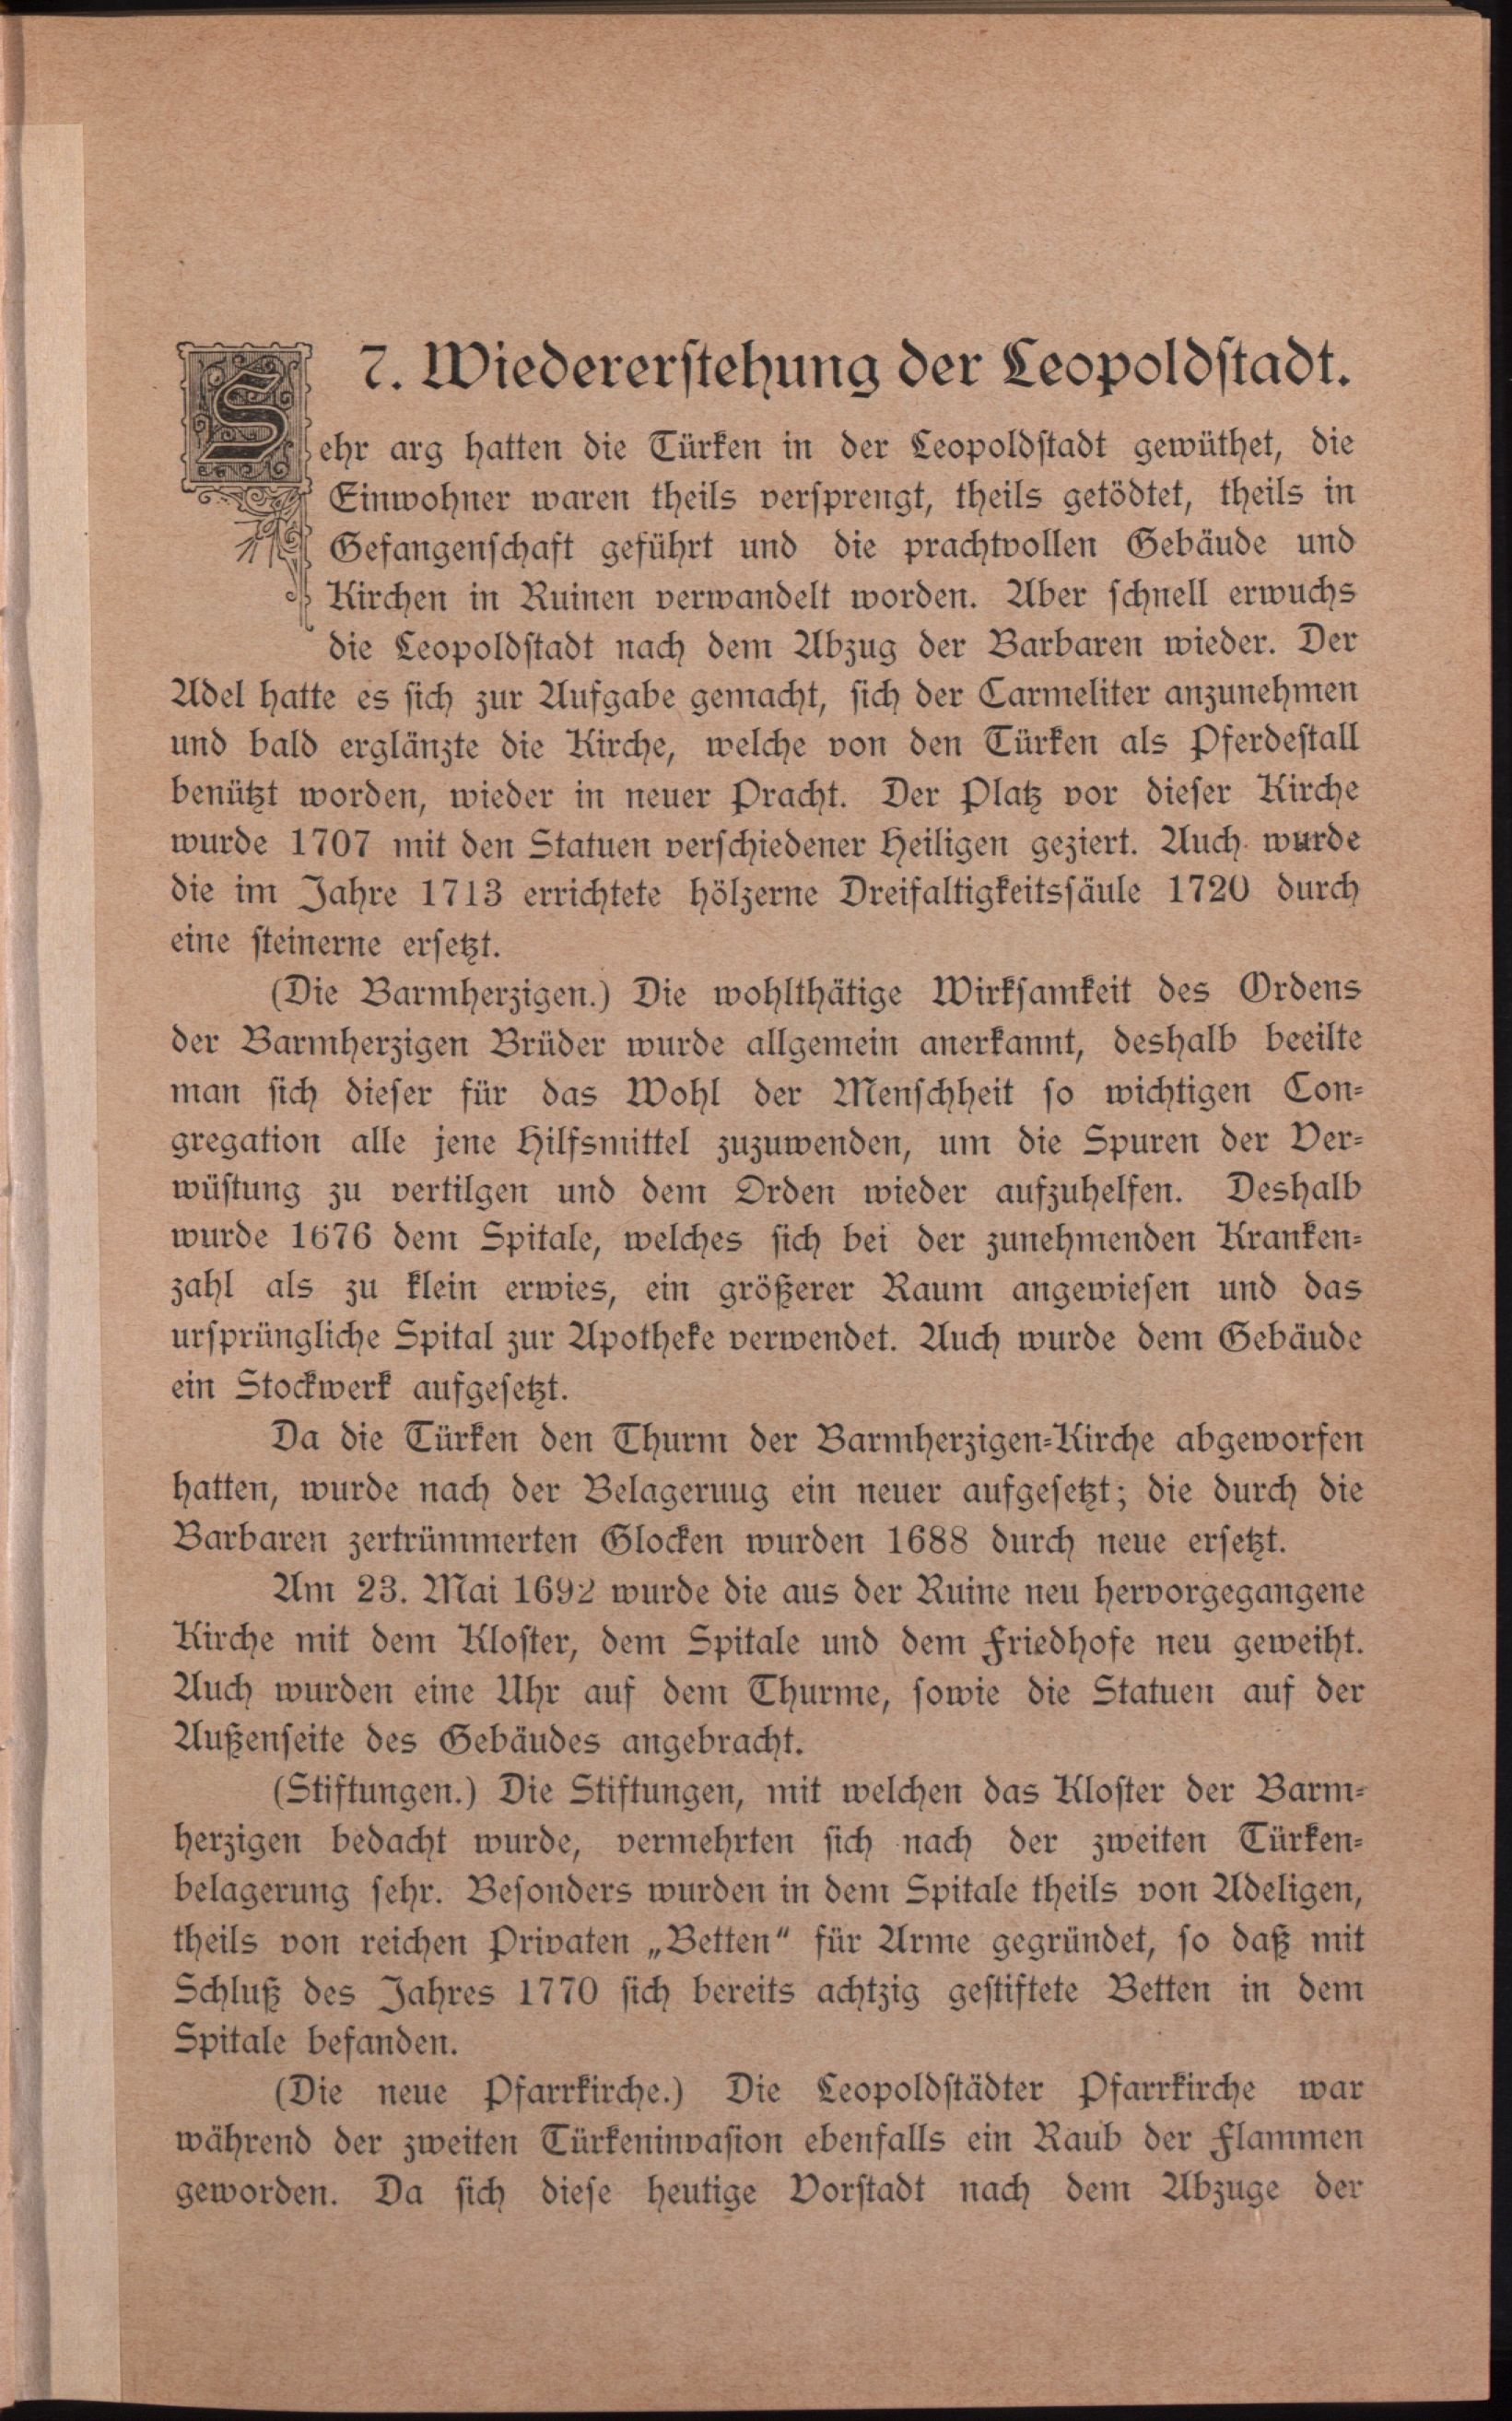 7. Wiedererstehung der Leopoldstadt.
Sehr arg hatten die Türken in der Leopoldstadt gewüthet, die
Einwohner waren theils versprengt, theils getödtet, theils in
Gefangenschaft geführt und die prachtvollen Gebäude und
Kirchen in Ruinen verwandelt worden. Aber schnell erwuchs
die Leopoldstadt nach dem Abzug der Barbaren wieder. Der
Adel hatte es sich zur Aufgabe gemacht, sich der Carmeliter anzunehmen
und bald erglänzte die Kirche, welche von den Türken als Pferdestall
benützt worden, wieder in neuer Pracht. Der Platz vor dieser Kirche
wurde 1707 mit den Statuen verschiedener Heiligen geziert. Auch wurde
die im Jahre 1713 errichtete hölzerne Dreifaltigkeitssäule 1720 durch
eine steinerne ersetzt.
(Die Barmherzigen.) Die wohlthätige Wirksamkeit des Ordens
der Barmherzigen Brüder wurde allgemein anerkannt, deshalb beeilte
man sich dieser für das Wohl der Menschheit so wichtigen Con-
gregation alle jene Hilfsmittel zuzuwenden, um die Spuren der Ver-
wüstung zu vertilgen und dem Orden wieder aufzuhelfen. Deshalb
wurde 1676 dem Spitale, welches sich bei der zunehmenden Kranken-
zahl als zu klein erwies, ein größerer Raum angewiesen und das
ursprüngliche Spital zur Apotheke verwendet. Auch wurde dem Gebäude
ein Stockwerk aufgesetzt.
Da die Türken den Thurm der Barmherzigen-Kirche abgeworfen
hatten, wurde nach der Belageruug ein neuer aufgesetzt; die durch die
Barbaren zertrümmerten Glocken wurden 1688 durch neue ersetzt.
Am 23. Mai 1692 wurde die aus der Ruine neu hervorgegangene
Kirche mit dem Kloster, dem Spitale und dem Friedhofe neu geweiht.
Auch wurden eine Uhr auf dem Thurme, sowie die Statuen auf der
Außenseite des Gebäudes angebracht.
(Stiftungen.) Die Stiftungen, mit welchen das Kloster der Barm-
herzigen bedacht wurde, vermehrten sich nach der zweiten Türken-
belagerung sehr. Besonders wurden in dem Spitale theils von Adeligen,
theils von reichen Privaten „Betten“ für Arme gegründet, so daß mit
Schluß des Jahres 1770 sich bereits achtzig gestiftete Betten in dem
Spitale befanden.
(Die neue Pfarrkirche.) Die Leopoldstädter Pfarrkirche war
während der zweiten Türkeninvasion ebenfalls ein Raub der Flammen
geworden. Da sich diese heutige Vorstadt nach dem Abzuge der